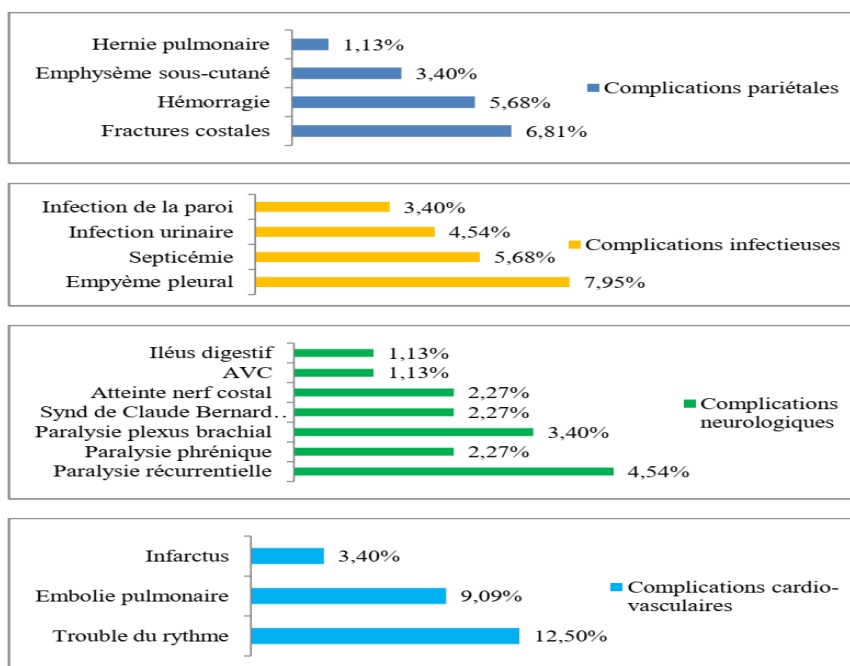 Hernie pulmonaire 1,13%
Emphysème sous-cutané 3,40%
Hémorragie 5,68%
Fractures costales 6,81%
Complications pariétales
Infection de la paroi 3,40%
Infection urinaire 4,54%
Septicémie 5,68%
Empyème pleural 7,95%
Complications infectieuses
Iléus digestif 1,13%
AVC 1,13%
Atteinte nerf costal 2,27%
Synd de Claude Bernard.. 2,27%
Paralysie plexus brachial 3,40%
Paralysie phrénique 2,27%
Paralysie récurrentielle 4,54%
Complications
neurologiques
Infarctus 3,40%
Embolie pulmonaire 9,09%
Trouble du rythme 12,50%
Complications cardio-
vasculaires